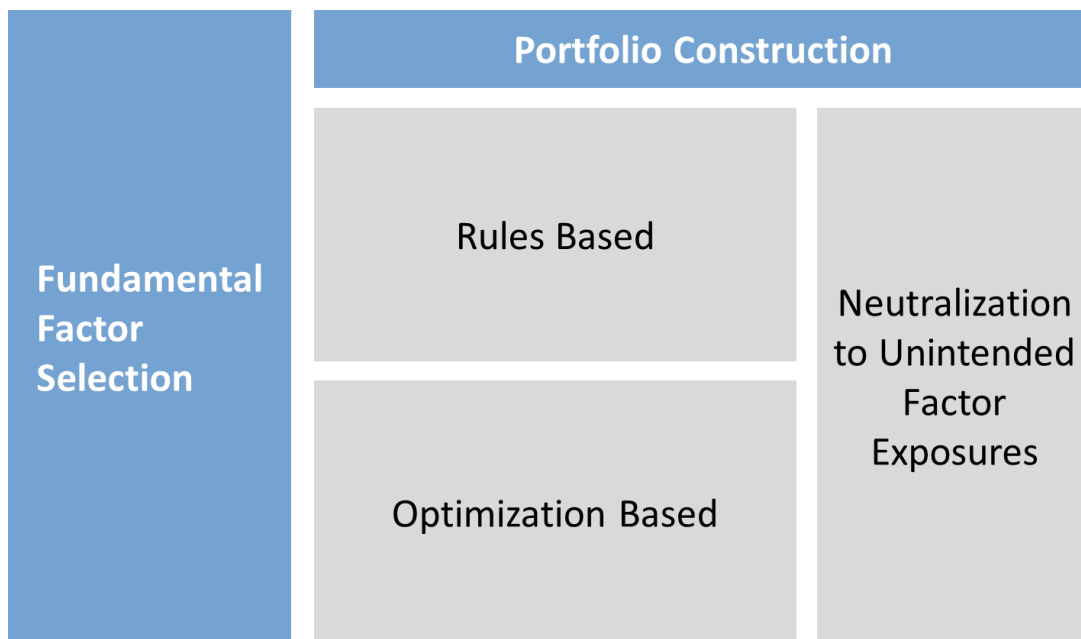 Portfolio Construction
Fundamental
Factor
Selection
Rules Based
Optimization Based
Neutralization
to Unintended
Factor
Exposures